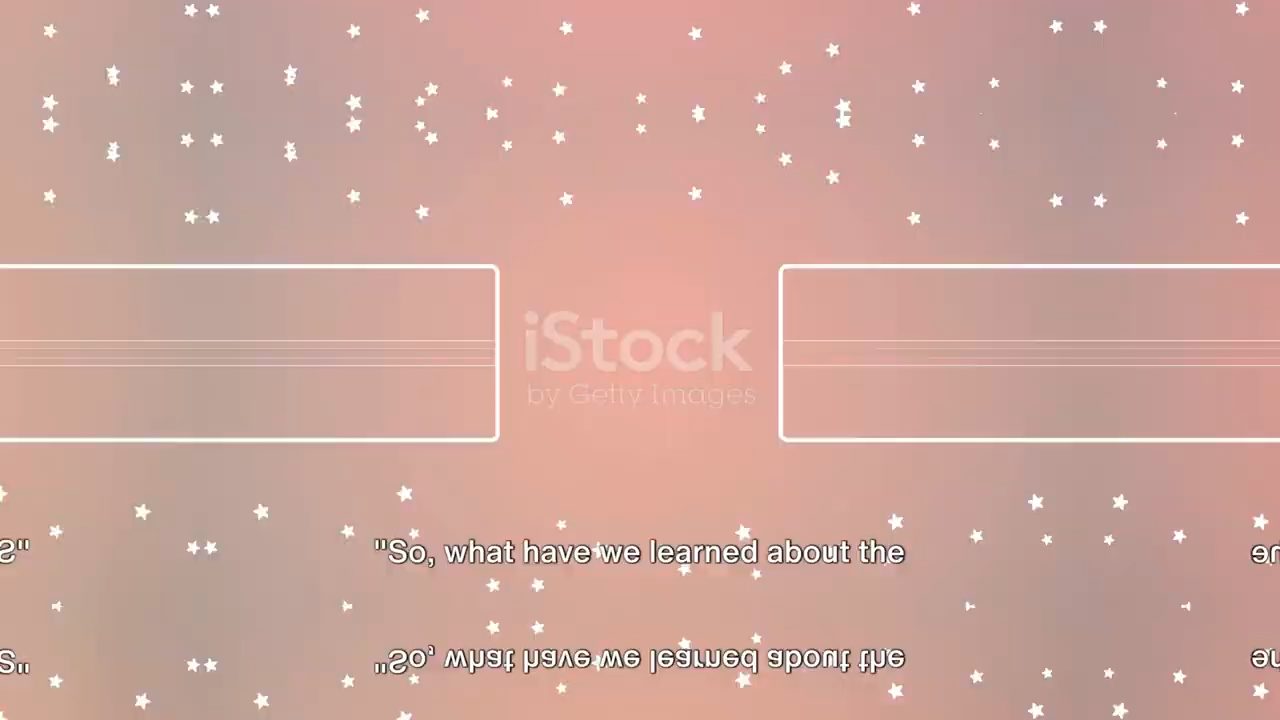 iStock
by Getty Images
"So, what have we learned about the
"So, what have we learned about the